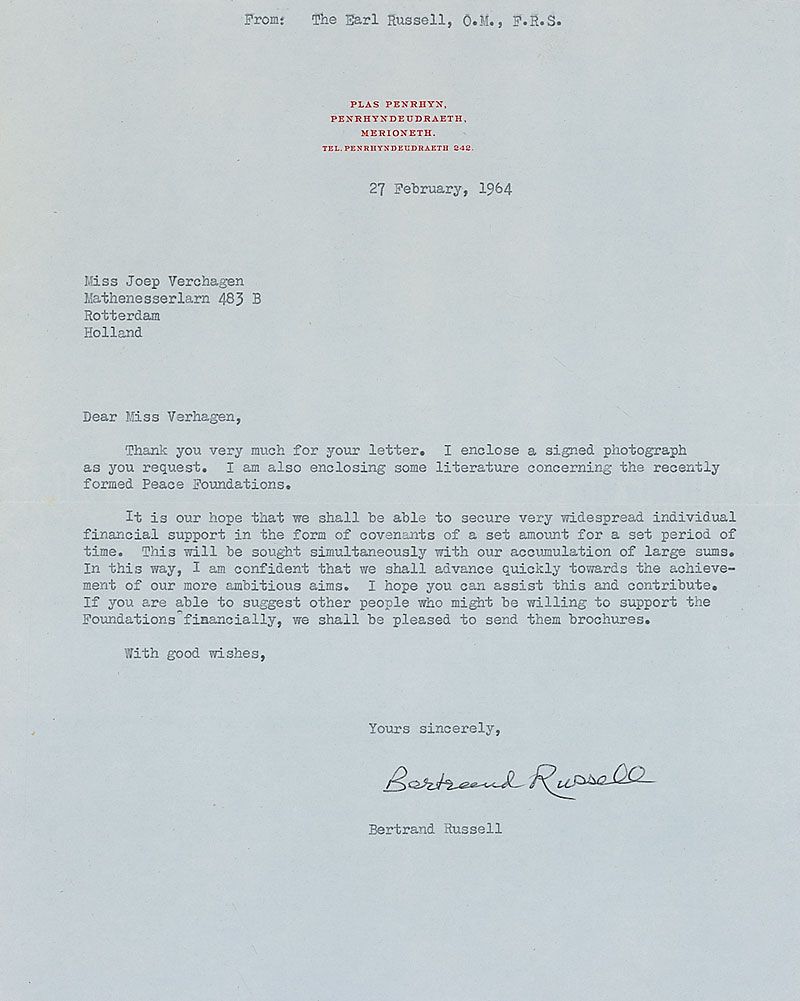 From: The Earl Russell, O.M., F.R.S.
PLAS PENRHYN,
PENRHYNDEUDRAETH,
MERIONETH.
TEL. PENRHYNDEUDRAETH 242.
27 February, 1964
Miss Joep Verchagen
Mathenesserlarn 483 B
Rotterdam
Holland
Dear Miss Verhagen,
Thank you very much for your letter. I enclose a signed photograph
as you request. I am also enclosing some literature concerning the recently
formed Peace Foundations.
It is our hope that we shall be able to secure very widespread individual
financial support in the form of covenants of a set amount for a set period of
time. This will be sought simultaneously with our accumulation of large sums.
In this way, I am confident that we shall advance quickly towards the achieve-
ment of our more ambitious aims. I hope you can assist this and contribute.
If you are able to suggest other people who might be willing to support the
Foundations financially, we shall be pleased to send them brochures.
With good wishes,
Yours sincerely,
Bertrand Russell
Bertrand Russell